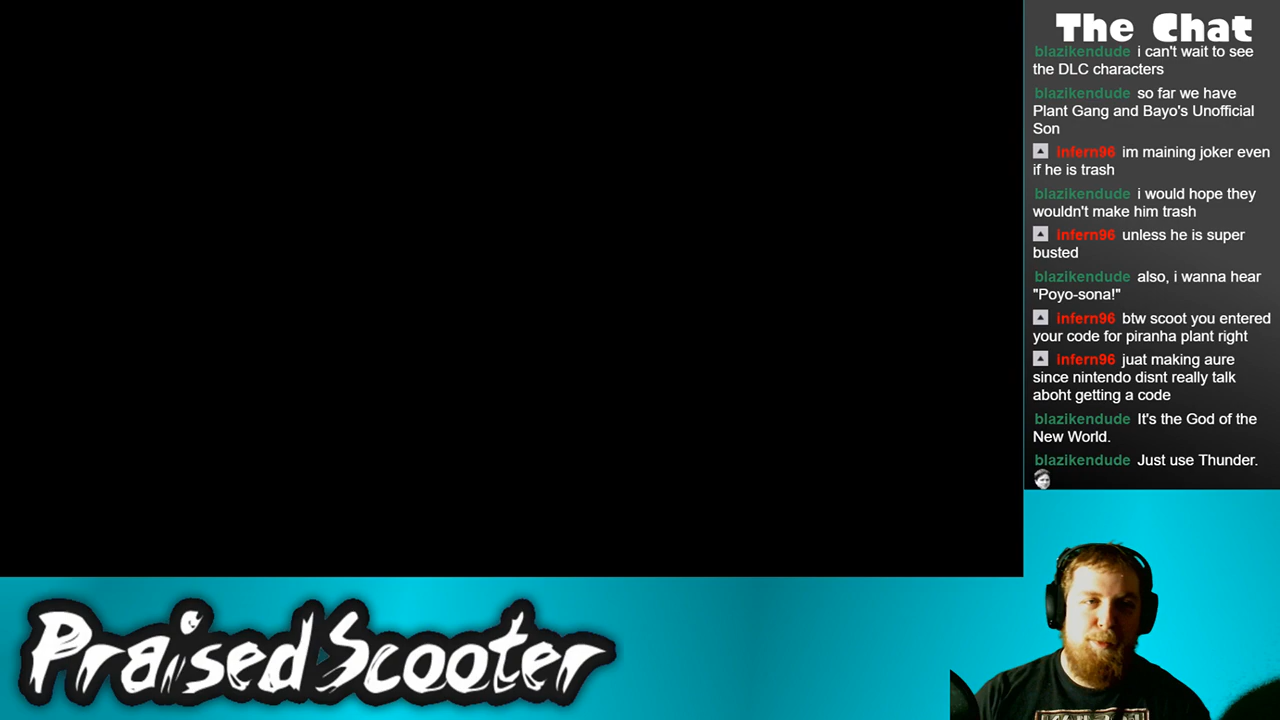 The Chat
blazikendude i can't wait to see
the DLC characters
blazikendude so far we have
Plant Gang and Bayo's Unofficial
Son
infern96 im maining joker even
if he is trash
blazikendude i would hope they
wouldn't make him trash
infern96 unless he is super
busted
blazikendude also, i wanna hear
"Poyo-sona!"
infern96 btw scoot you entered
your code for piranha plant right
infern96 juat making aure
since nintendo disnt really talk
aboht getting a code
blazikendude It's the God of the
New World.
blazikendude Just use Thunder.
PraisedScooter